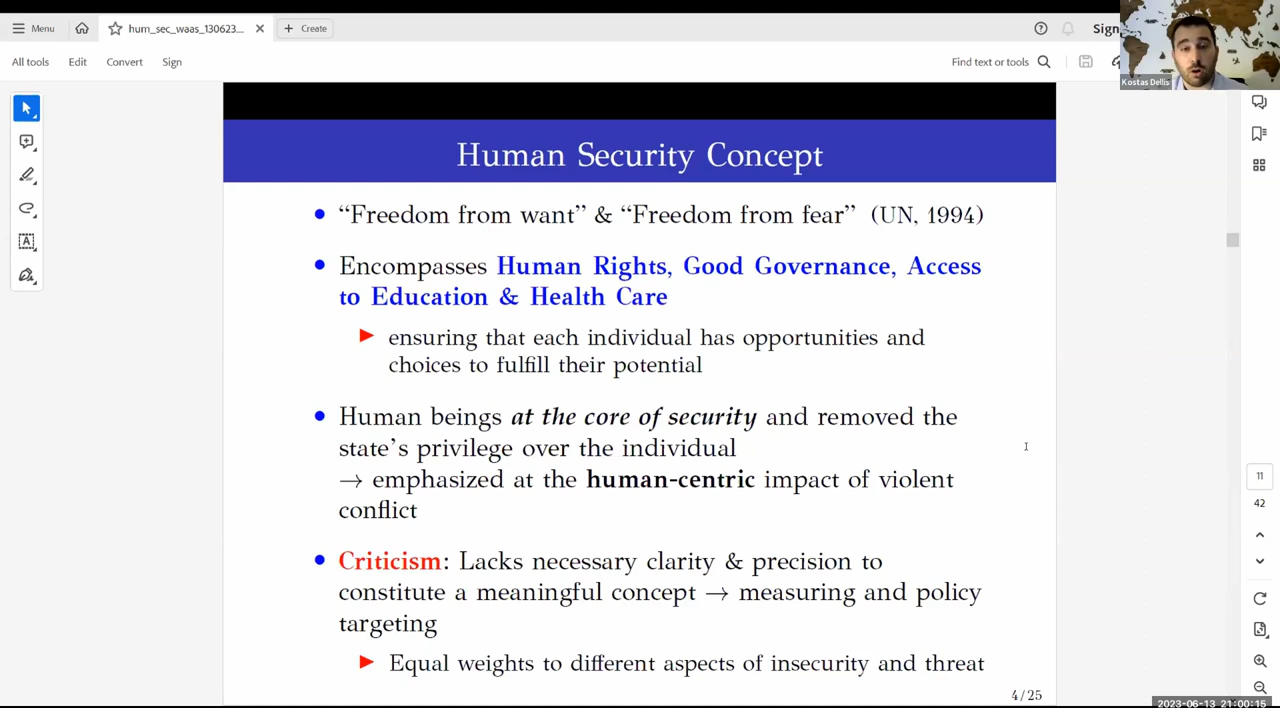 Menu
hum_sec_waas_130623...
Create
Sign
All tools
Edit
Convert
Sign
Find text or tools
Kostas Dellis
Human Security Concept
“Freedom from want” & “Freedom from fear” (UN, 1994)
Encompasses Human Rights, Good Governance, Access
to Education & Health Care
ensuring that each individual has opportunities and
choices to fulfill their potential
Human beings at the core of security and removed the
state’s privilege over the individual
→ emphasized at the human-centric impact of violent
conflict
Criticism: Lacks necessary clarity & precision to
constitute a meaningful concept → measuring and policy
targeting
Equal weights to different aspects of insecurity and threat
4/25
11
42
2023-06-13 21:00:15